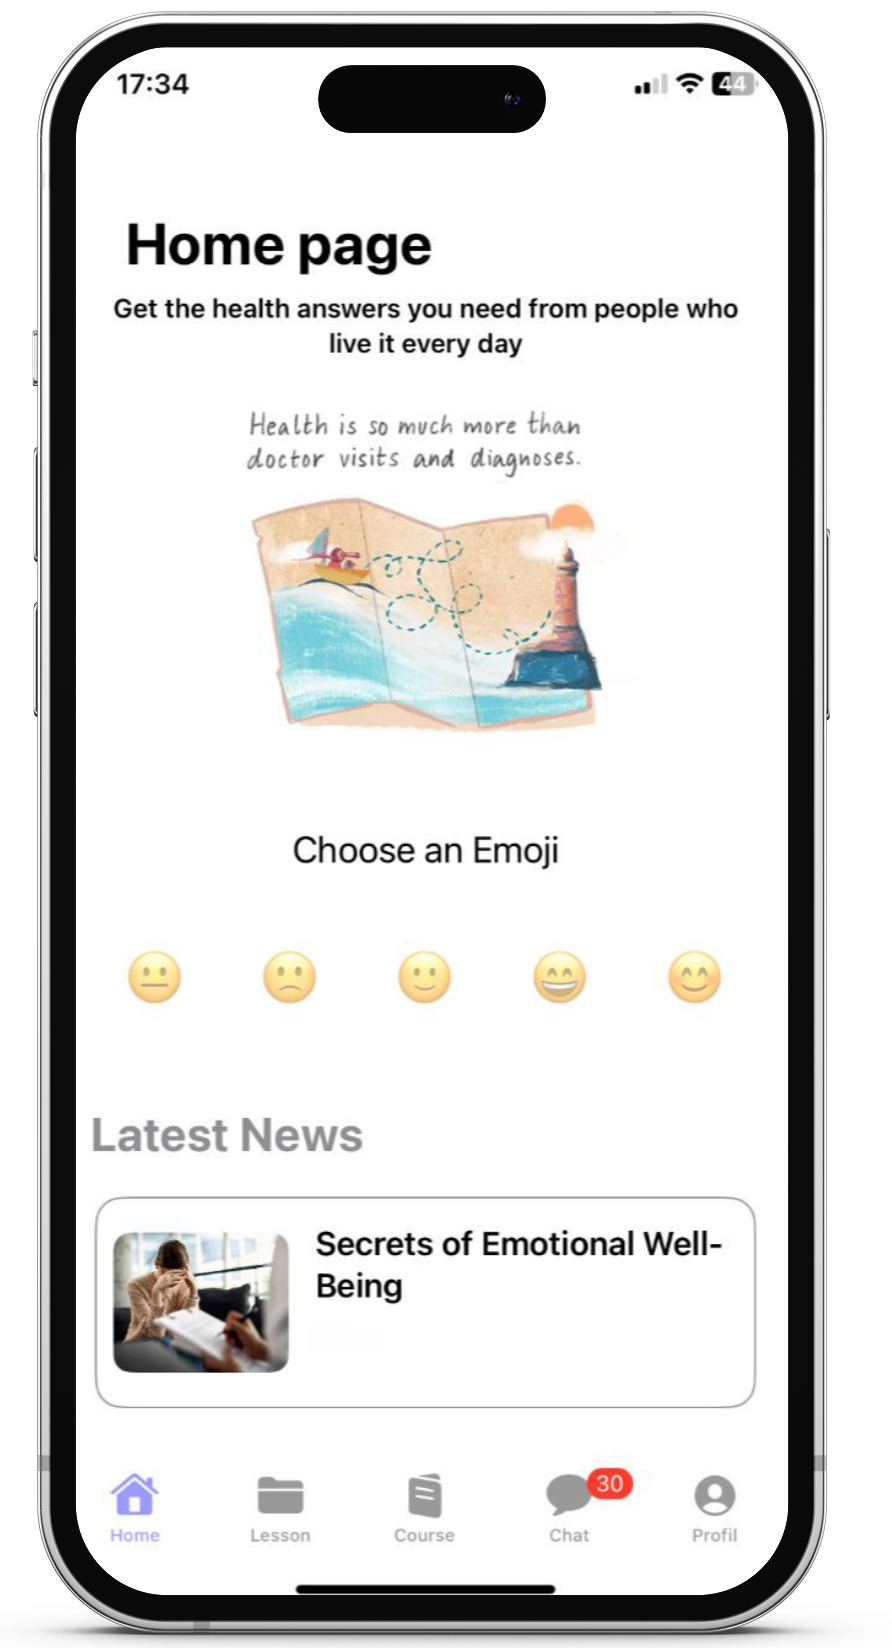 17:34
44
Home page
Get the health answers you need from people who
live it every day
Health is so much more than
doctor visits and diagnoses.
Choose an Emoji
Latest News
Secrets of Emotional Well-
Being
30
Home
Lesson
Course
Chat
Profil